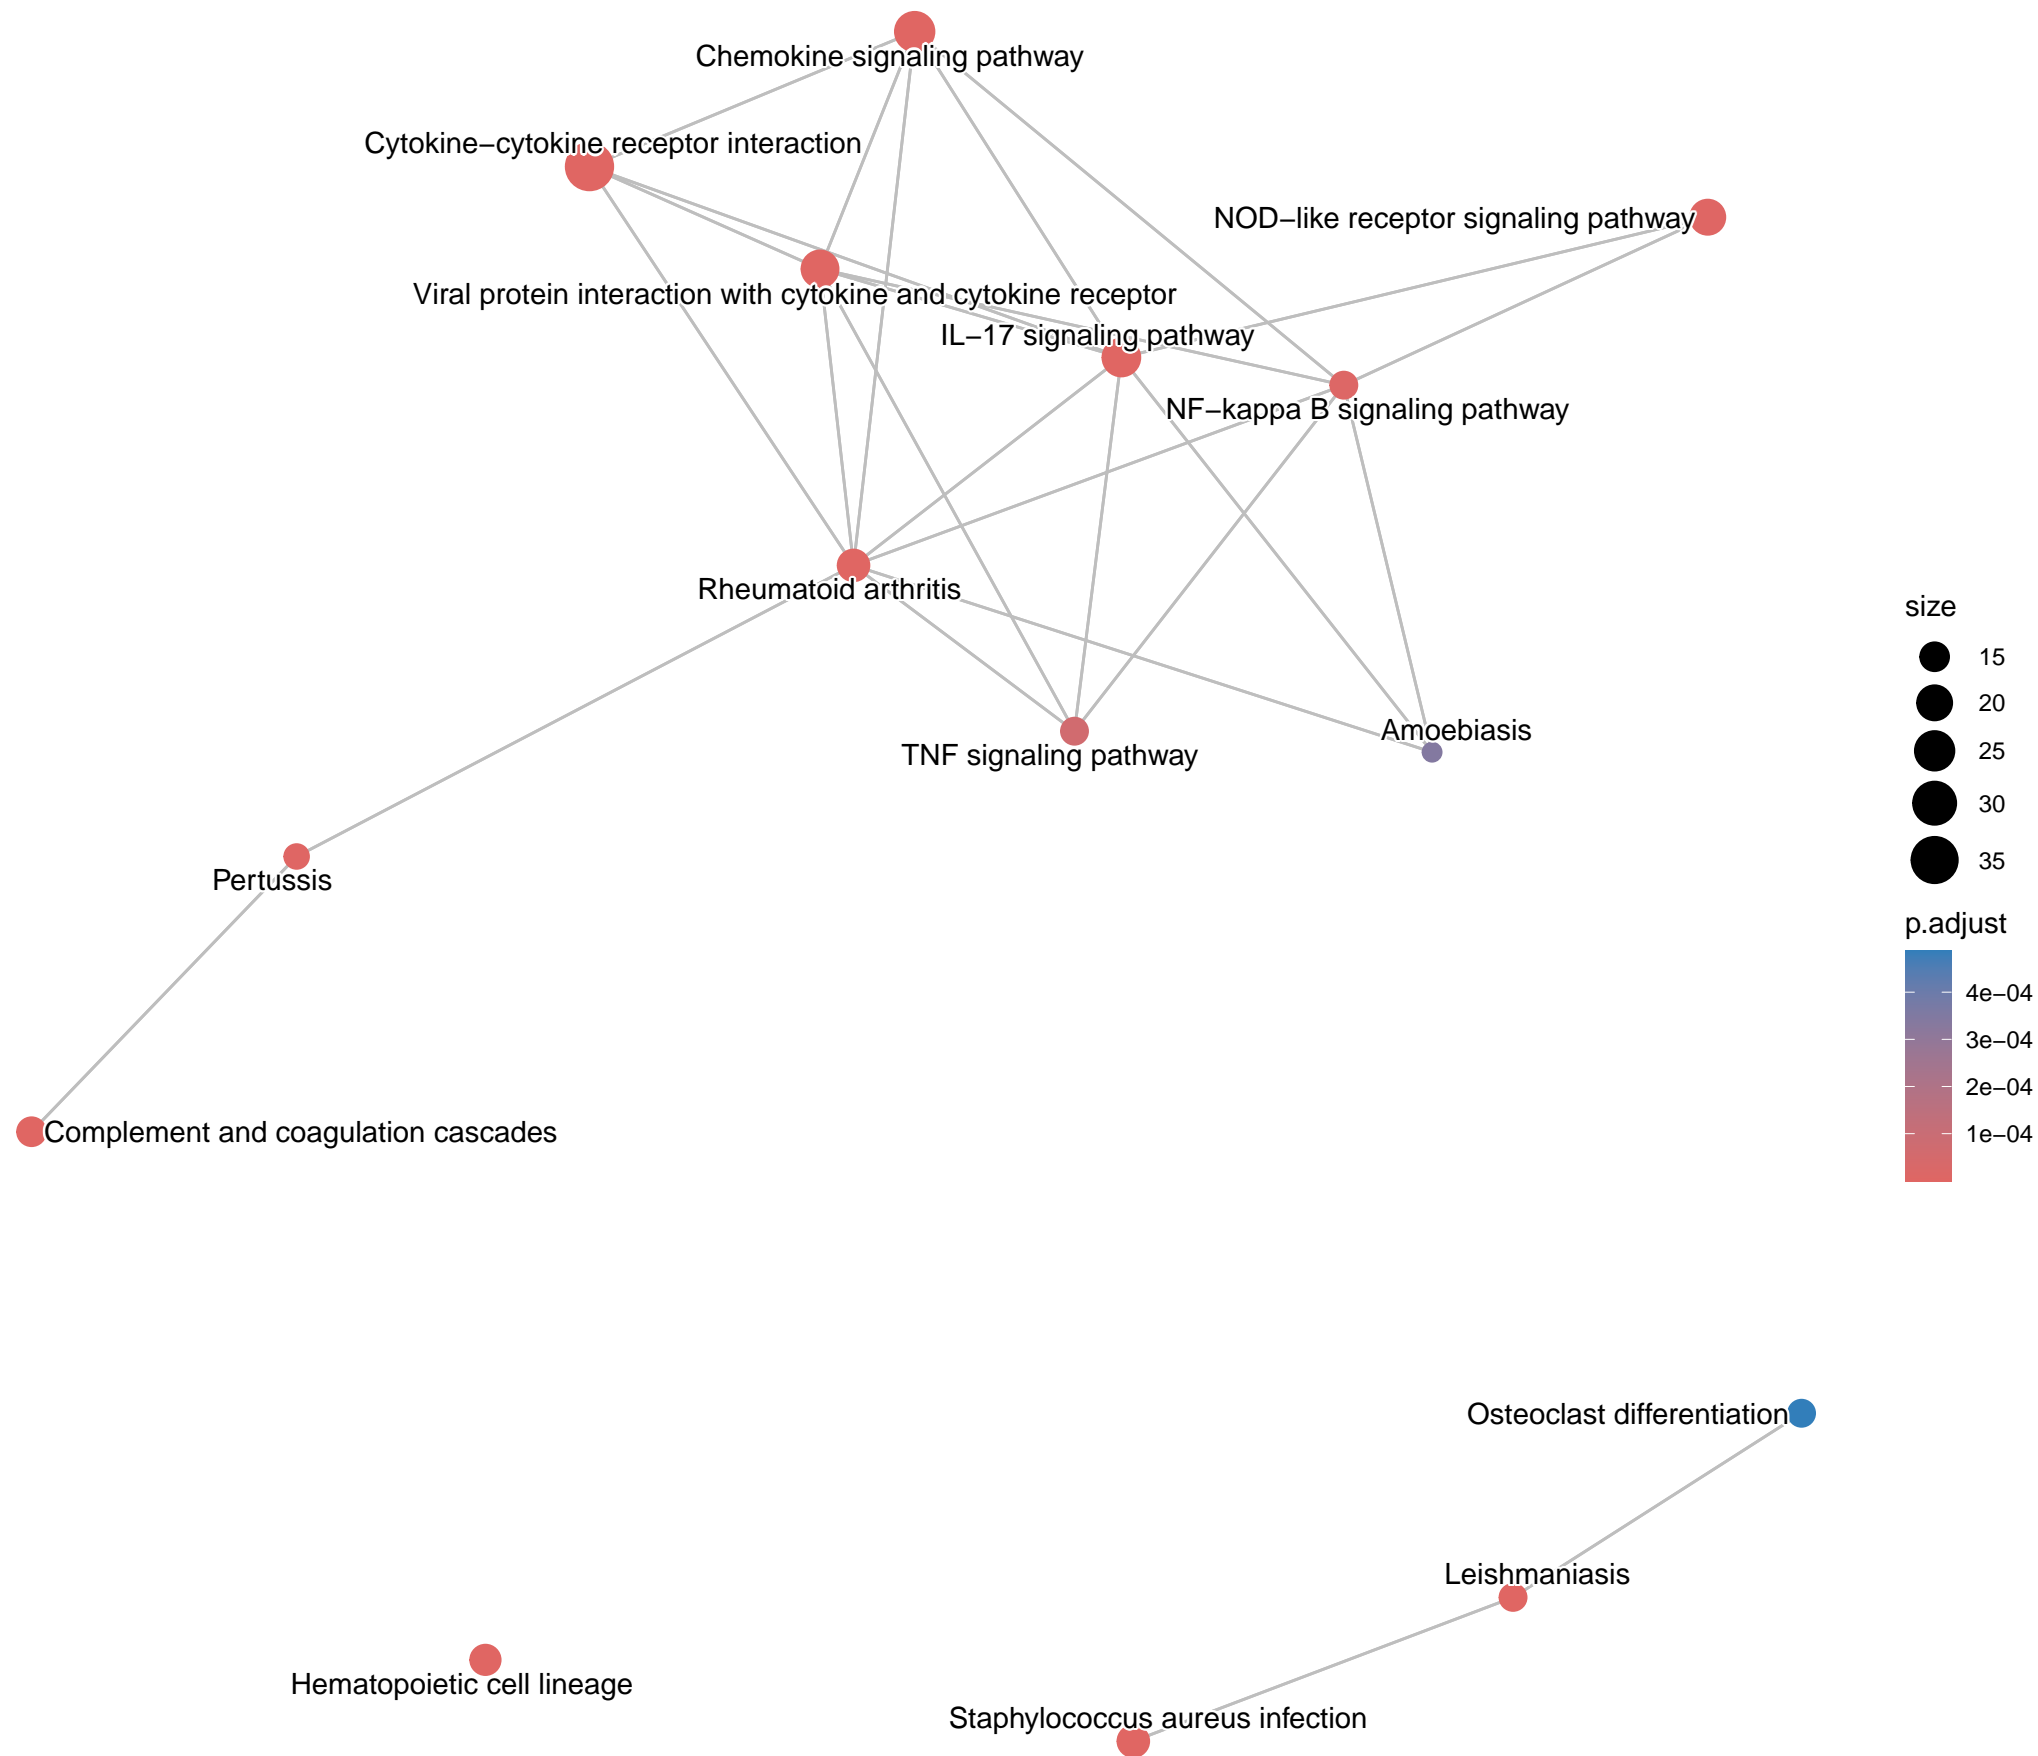 Chemokine signaling pathway
Cytokine−cytokine receptor interaction
NOD−like receptor signaling pathway
Viral protein interaction with cytokine and cytokine receptor
IL−17 signaling pathway
NF−kappa B signaling pathway
Rheumatoid arthritis
TNF signaling pathway
Amoebiasis
Pertussis
Complement and coagulation cascades
Osteoclast differentiation
Leishmaniasis
Hematopoietic cell lineage
Staphylococcus aureus infection
size
15
20
25
30
35
p.adjust
4e−04
3e−04
2e−04
1e−04